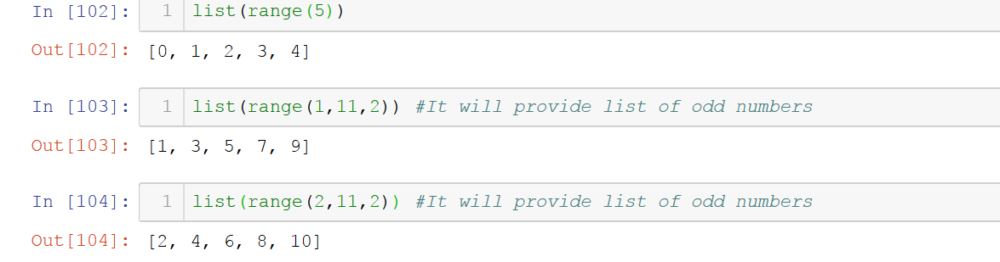 In [102]: 1 list(range(5))
Out[102]: [0, 1, 2, 3, 4]
In [103]: 1 list(range(1,11,2)) #It will provide list of odd numbers
Out[103]: [1, 3, 5, 7, 9]
In [104]: 1 list(range(2,11,2)) #It will provide list of odd numbers
Out[104]: [2, 4, 6, 8, 10]